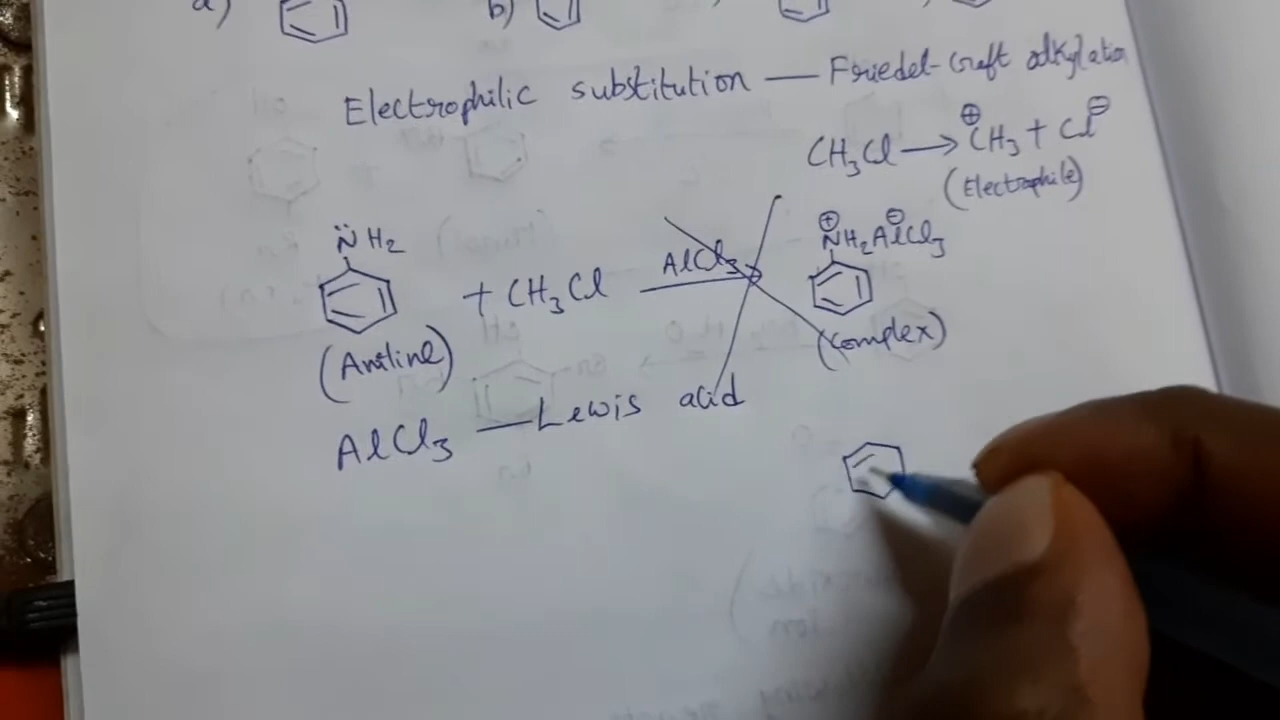 a) b)
Electrophilic substitution — Friedel-Craft alkylation
CH₃Cl → ⊕CH₃ + Cl⊖
(Electrophile)
N̈H₂ + CH₃Cl AlCl₃ ⊕NH₂AlCl₃⊖
(Aniline) (Complex)
AlCl₃ — Lewis acid